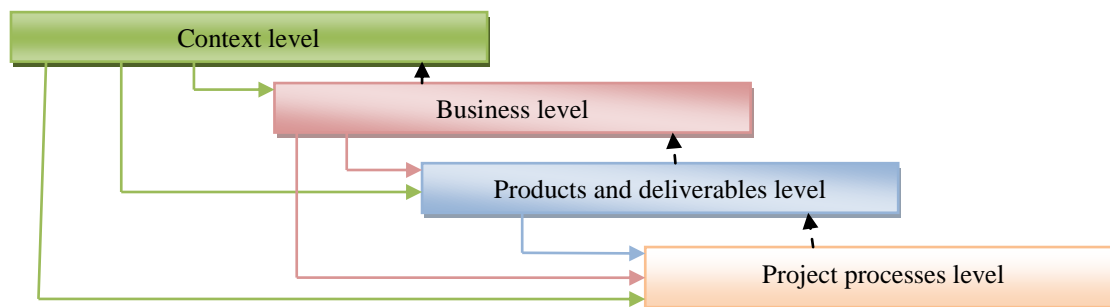 Context level
Business level
Products and deliverables level
Project processes level